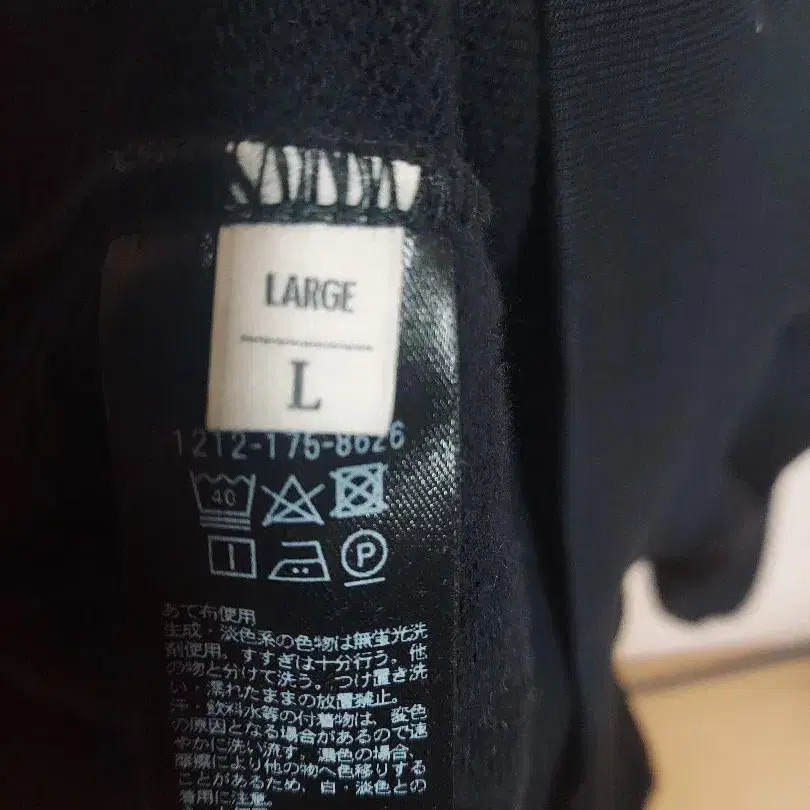 LARGE
L
1212-175-8626
40
P
あて布使用
生成・淡色系の色物は無蛍光洗
剤使用。すすぎは十分行う。他
の物と分けて洗う。つけ置き洗
い・濡れたままの放置禁止。
汗・飲料水等の付着物は、変色
の原因となる場合があるので速
やかに洗い流す。濃色の場合、
摩擦により他の物へ色移りする
ことがあるため、白・淡色との
着用に注意。